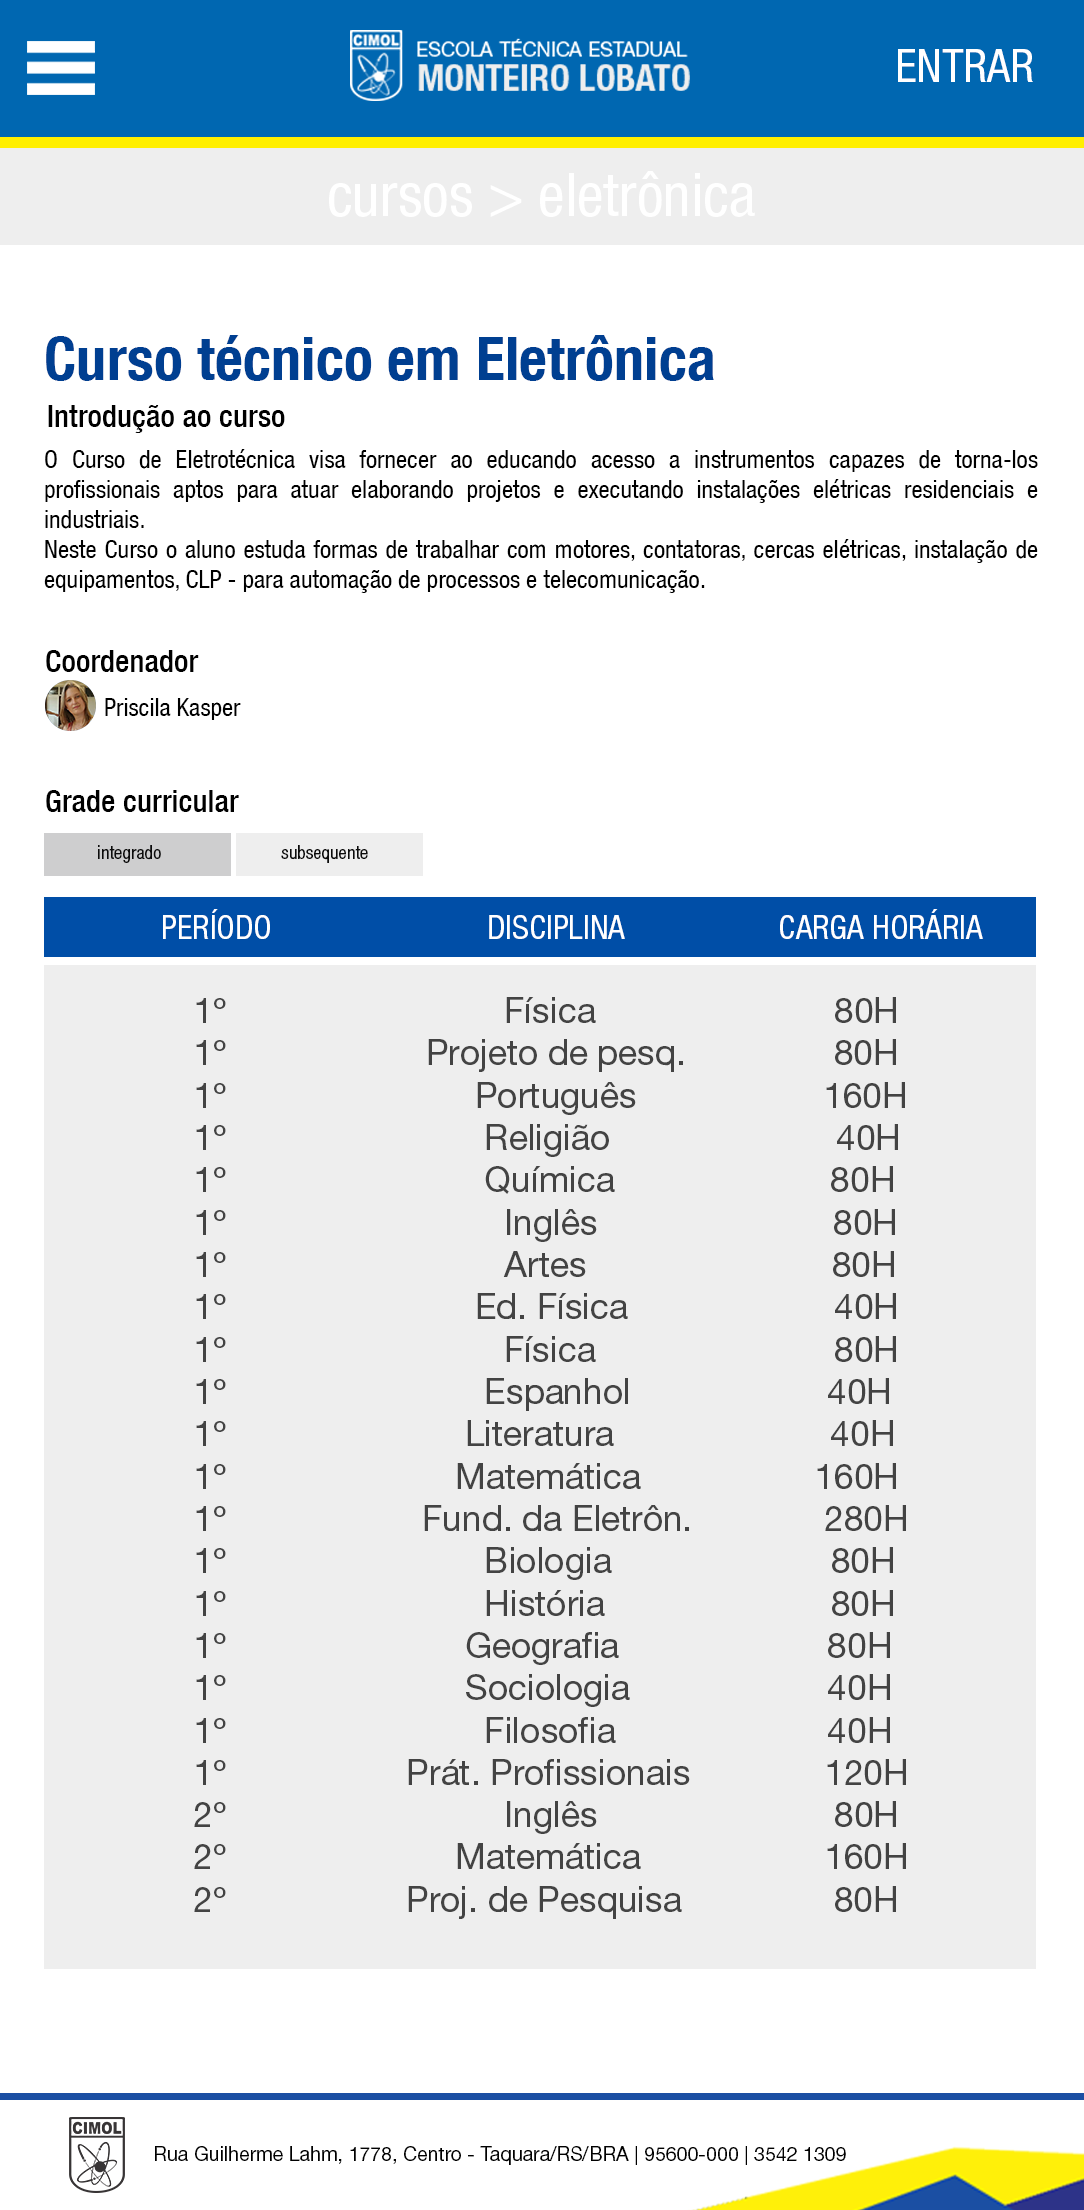 CIMOL
ESCOLA TÉCNICA ESTADUAL
MONTEIRO LOBATO
ENTRAR
cursos > eletrônica
Curso técnico em Eletrônica
Introdução ao curso
O Curso de Eletrotécnica visa fornecer ao educando acesso a instrumentos capazes de torna-los
profissionais aptos para atuar elaborando projetos e executando instalações elétricas residenciais e
industriais.
Neste Curso o aluno estuda formas de trabalhar com motores, contatoras, cercas elétricas, instalação de
equipamentos, CLP - para automação de processos e telecomunicação.
Coordenador
Priscila Kasper
Grade curricular
integrado subsequente
PERÍODO DISCIPLINA CARGA HORÁRIA
1º Física 80H
1º Projeto de pesq. 80H
1º Português 160H
1º Religião 40H
1º Química 80H
1º Inglês 80H
1º Artes 80H
1º Ed. Física 40H
1º Física 80H
1º Espanhol 40H
1º Literatura 40H
1º Matemática 160H
1º Fund. da Eletrôn. 280H
1º Biologia 80H
1º História 80H
1º Geografia 80H
1º Sociologia 40H
1º Filosofia 40H
1º Prát. Profissionais 120H
2º Inglês 80H
2º Matemática 160H
2º Proj. de Pesquisa 80H
CIMOL
Rua Guilherme Lahm, 1778, Centro - Taquara/RS/BRA | 95600-000 | 3542 1309